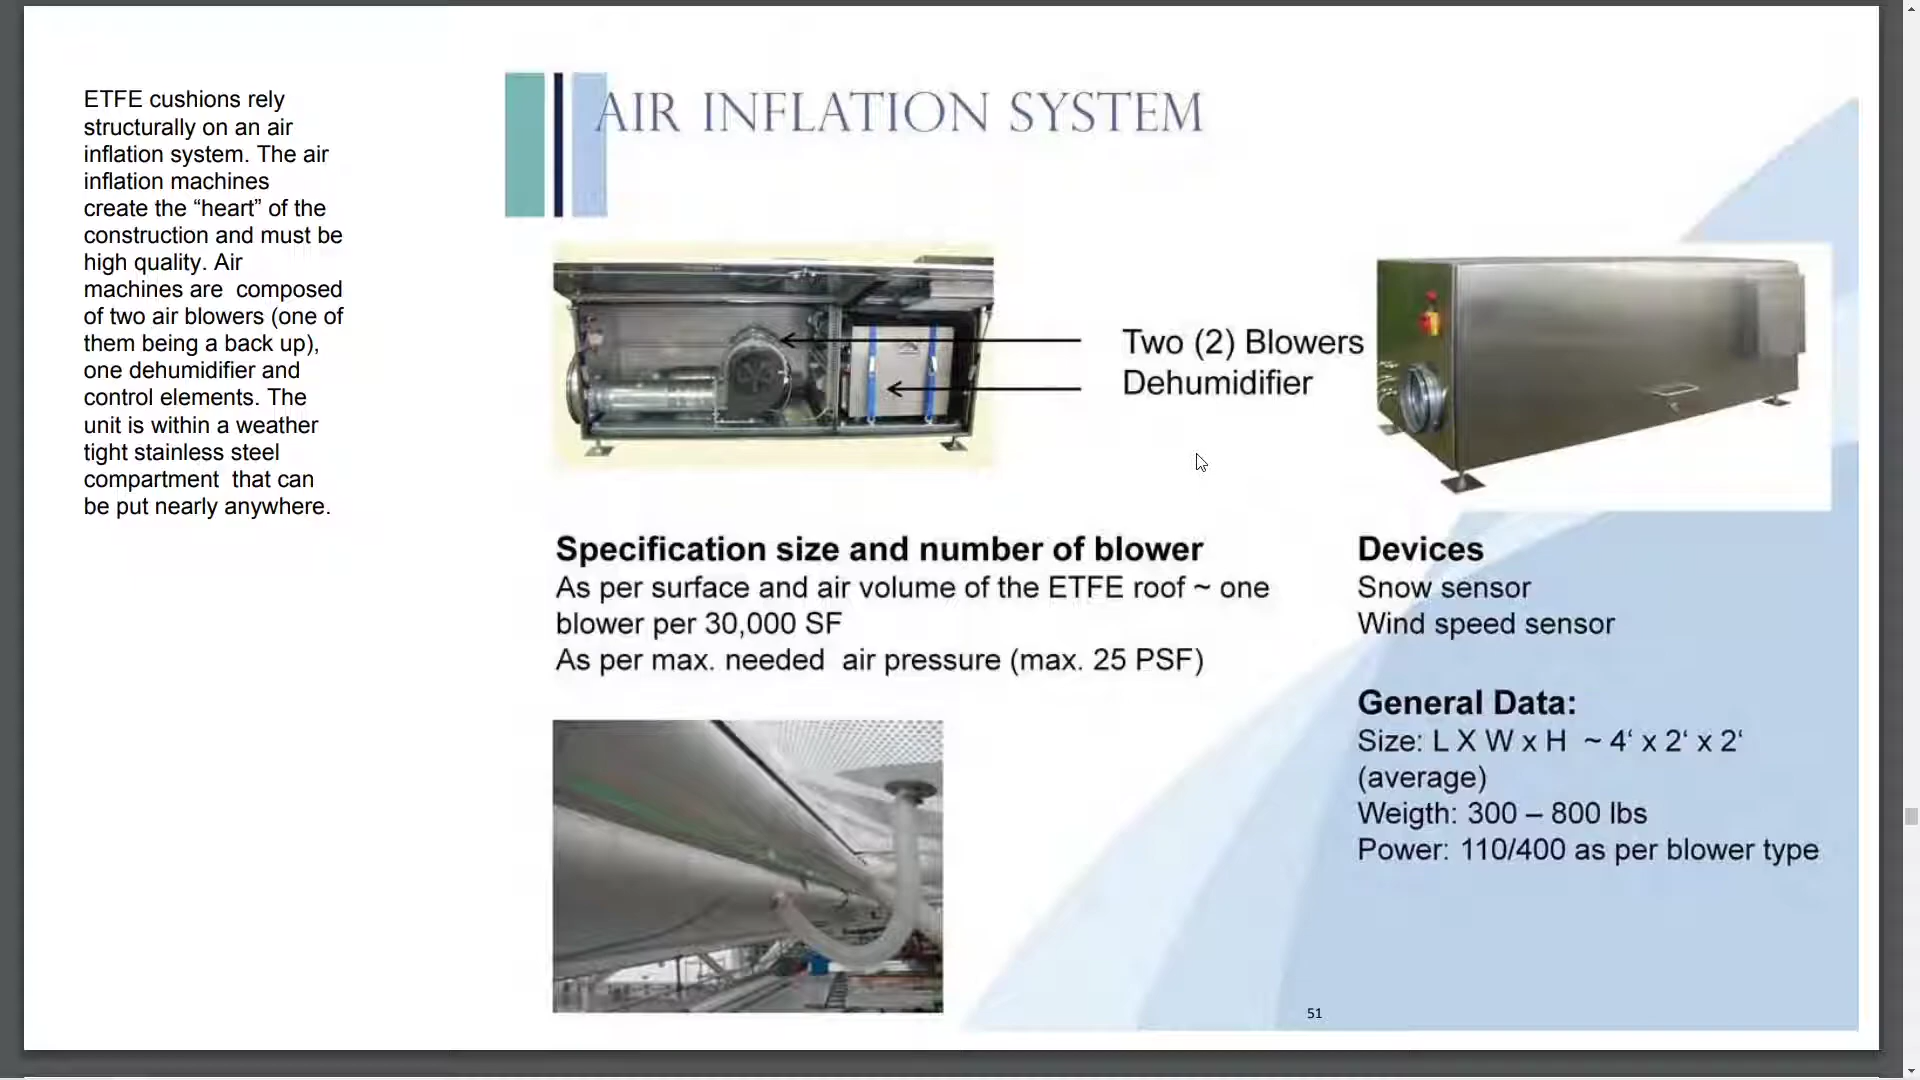 ETFE cushions rely
structurally on an air
inflation system. The air
inflation machines
create the “heart” of the
construction and must be
high quality. Air
machines are  composed
of two air blowers (one of
them being a back up),
one dehumidifier and
control elements. The
unit is within a weather
tight stainless steel
compartment  that can
be put nearly anywhere.
AIR INFLATION SYSTEM
Two (2) Blowers
Dehumidifier
Specification size and number of blower
As per surface and air volume of the ETFE roof ~ one
blower per 30,000 SF
As per max. needed  air pressure (max. 25 PSF)
Devices
Snow sensor
Wind speed sensor
General Data:
Size: L X W x H  ~ 4‘ x 2‘ x 2‘
(average)
Weigth: 300 – 800 lbs
Power: 110/400 as per blower type
51